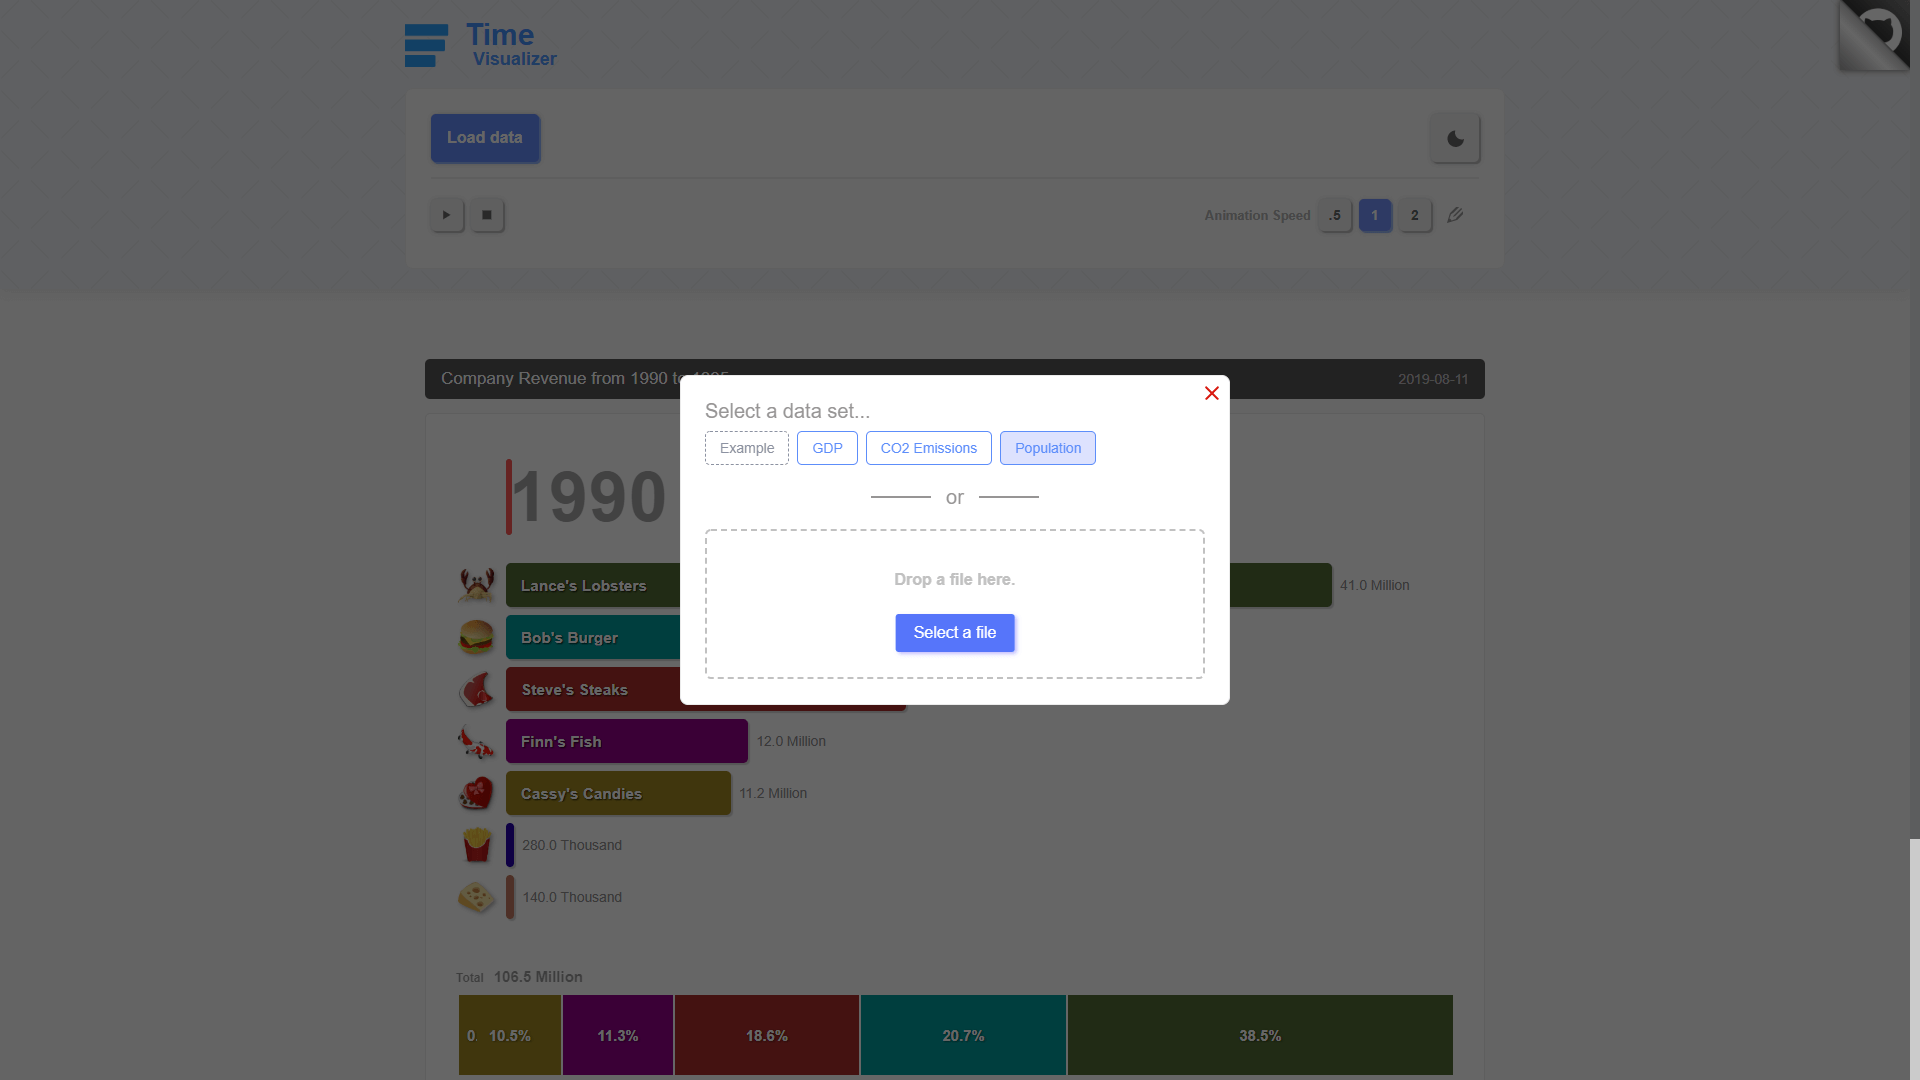 Time
Visualizer
Load data
Animation Speed .5 1 2
Company Revenue from 1990 to 1995
2019-08-11
Select a data set...
Example GDP CO2 Emissions Population
or
Drop a file here.
Select a file
1990
Lance's Lobsters 41.0 Million
Bob's Burger
Steve's Steaks
Finn's Fish 12.0 Million
Cassy's Candies 11.2 Million
280.0 Thousand
140.0 Thousand
Total 106.5 Million
0. 10.5% 11.3% 18.6% 20.7% 38.5%